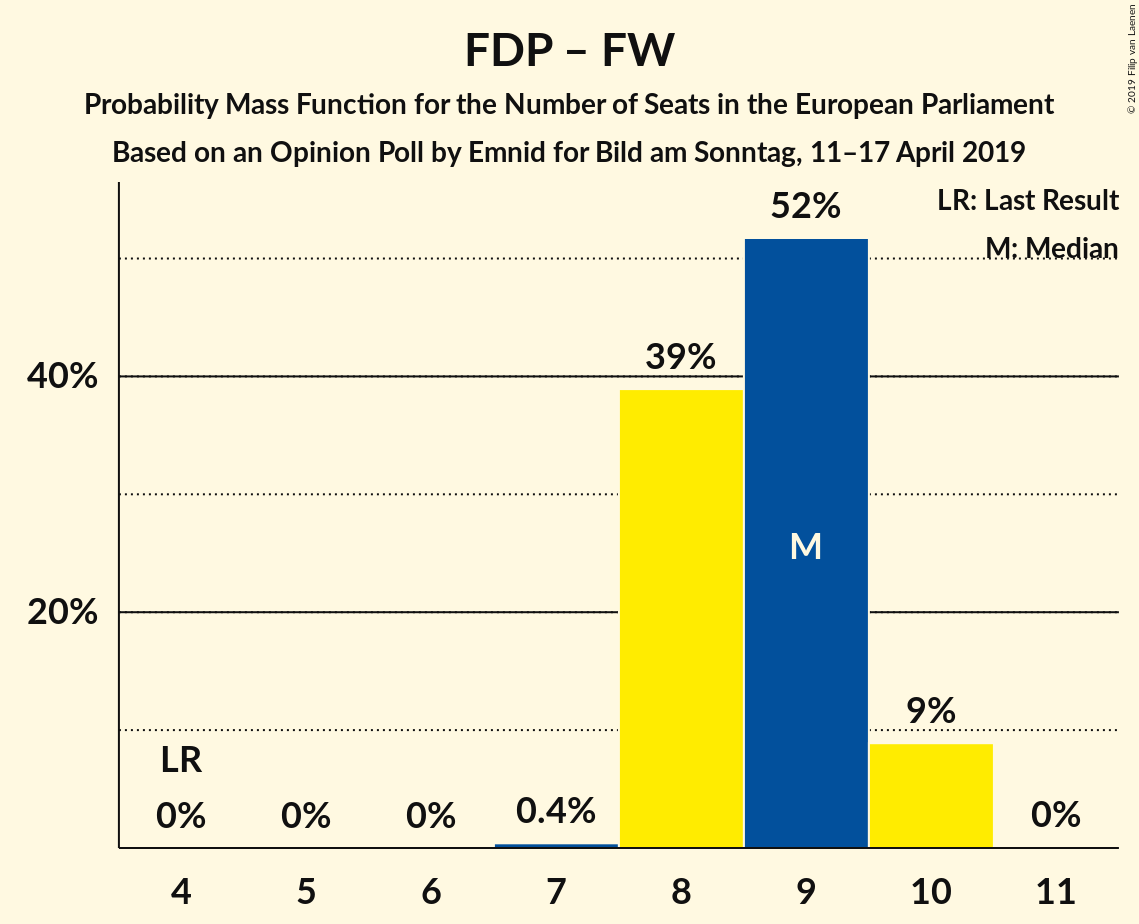 FDP – FW
Probability Mass Function for the Number of Seats in the European Parliament
Based on an Opinion Poll by Emnid for Bild am Sonntag, 11–17 April 2019
© 2019 Filip van Laenen
LR: Last Result
M: Median
52%
39%
40%
M
20%
9%
LR
0% 0% 0% 0.4% 0%
4 5 6 7 8 9 10 11